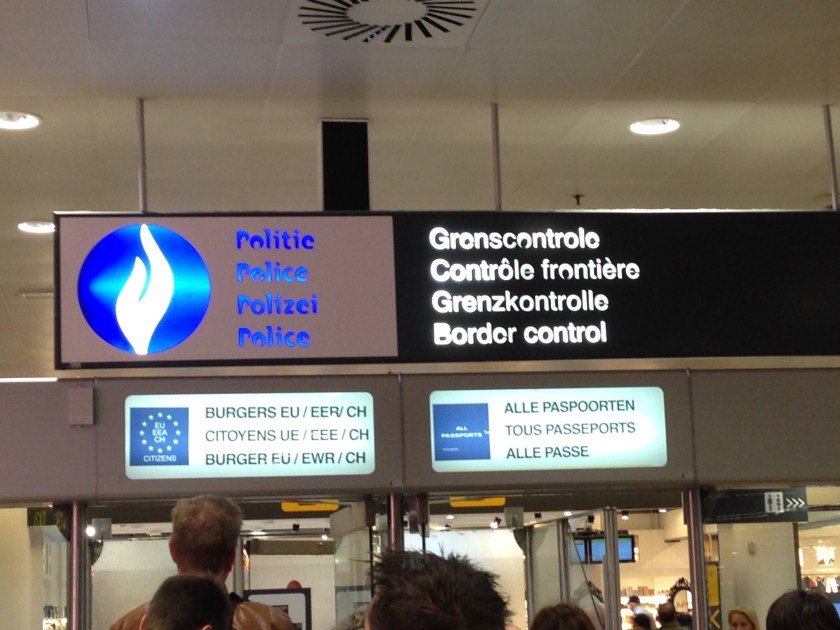 Politie
Police
Polizei
Police
Grenscontrole
Contrôle frontière
Grenzkontrolle
Border control
EU
EEA
CH
CITIZENS
BURGERS EU / EER / CH
CITOYENS UE / EEE / CH
BURGER EU / EWR / CH
ALL
PASSPORTS
ALLE PASPOORTEN
TOUS PASSEPORTS
ALLE PASSE